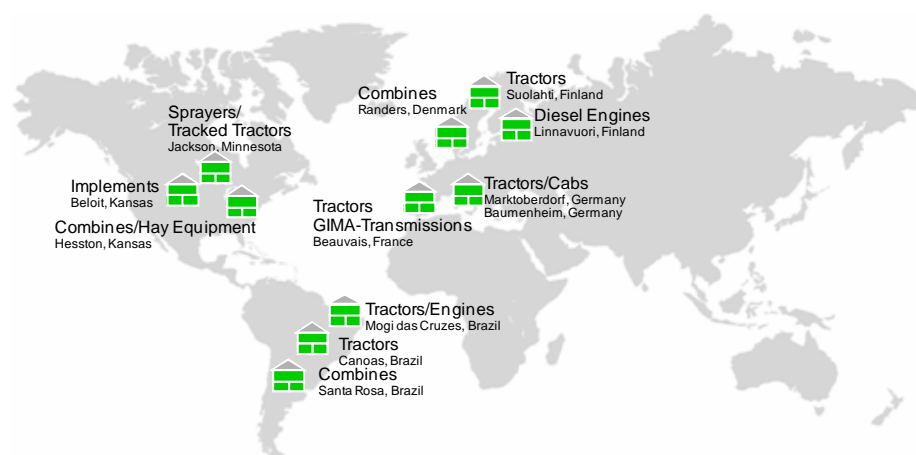 Sprayers/
Tracked Tractors
Jackson, Minnesota
Implements
Beloit, Kansas
Combines/Hay Equipment
Hesston, Kansas
Combines
Randers, Denmark
Tractors
Suolahti, Finland
Diesel Engines
Linnavuori, Finland
Tractors/Cabs
Marktoberdorf, Germany
Baumenheim, Germany
Tractors
GIMA-Transmissions
Beauvais, France
Tractors/Engines
Mogi das Cruzes, Brazil
Tractors
Canoas, Brazil
Combines
Santa Rosa, Brazil